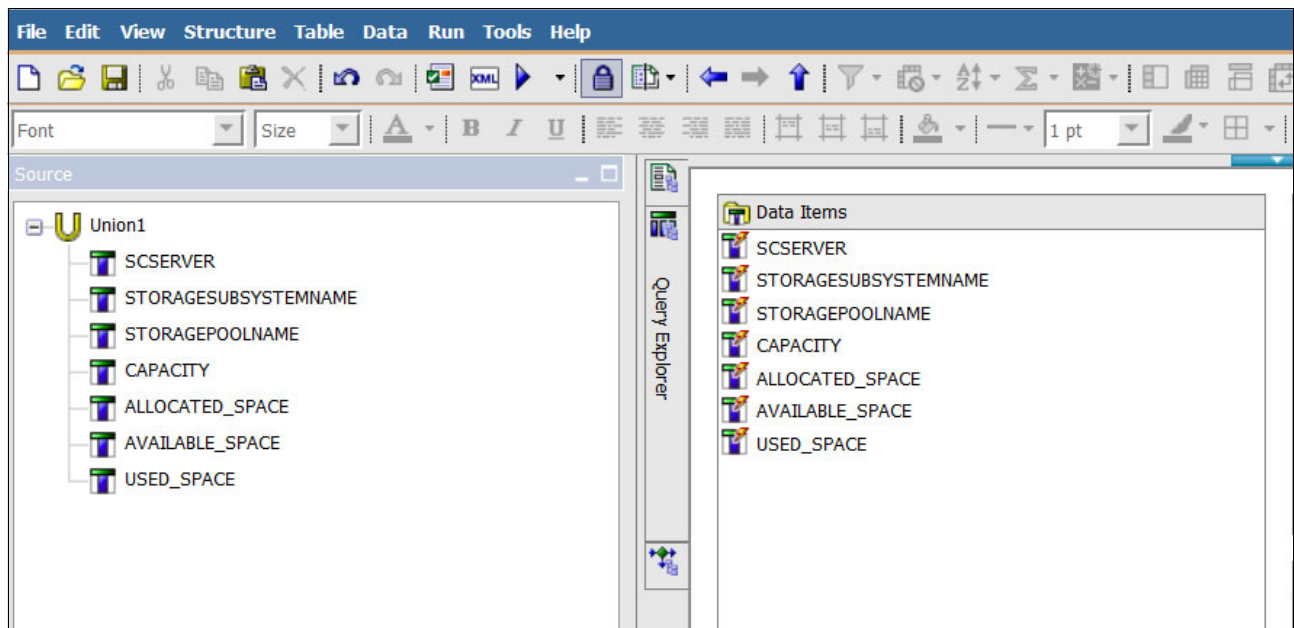 File Edit View Structure Table Data Run Tools Help
XML
Font Size A B I U 1 pt
Source
Union1
SCSERVER
STORAGESUBSYSTEMNAME
STORAGEPOOLNAME
CAPACITY
ALLOCATED_SPACE
AVAILABLE_SPACE
USED_SPACE
Query Explorer
Data Items
SCSERVER
STORAGESUBSYSTEMNAME
STORAGEPOOLNAME
CAPACITY
ALLOCATED_SPACE
AVAILABLE_SPACE
USED_SPACE